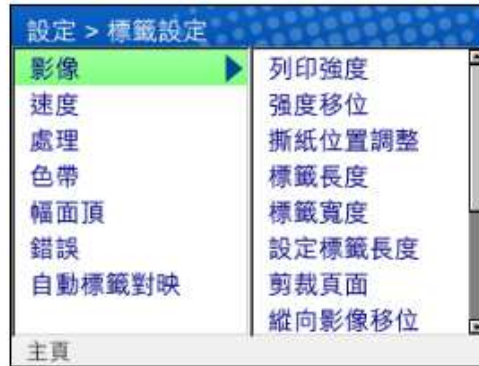 設定 > 標籤設定
影像
速度
處理
色帶
幅面頂
錯誤
自動標籤對映
列印強度
强度移位
撕紙位置調整
標籤長度
標籤寬度
設定標籤長度
剪裁頁面
縱向影像移位
主頁